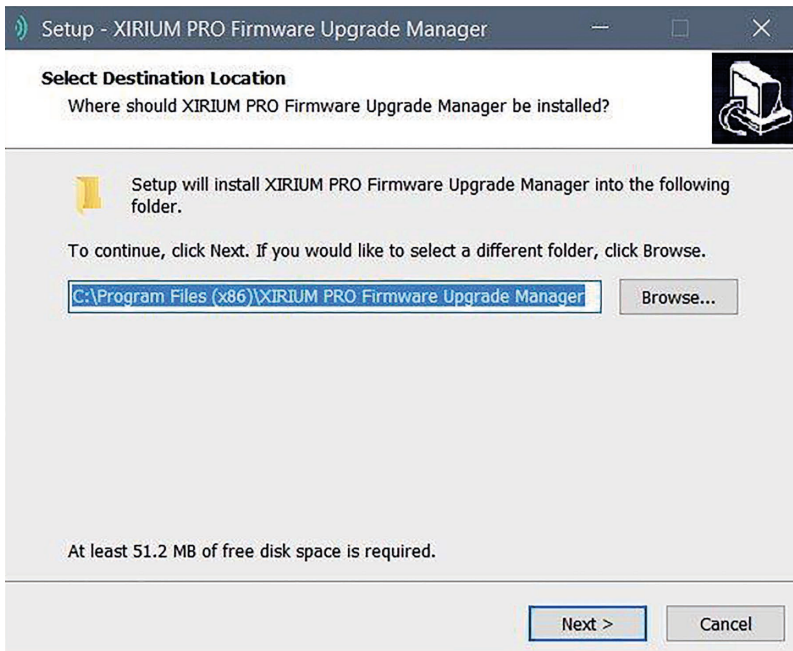 Setup - XIRIUM PRO Firmware Upgrade Manager
Select Destination Location
Where should XIRIUM PRO Firmware Upgrade Manager be installed?
Setup will install XIRIUM PRO Firmware Upgrade Manager into the following
folder.
To continue, click Next. If you would like to select a different folder, click Browse.
C:\Program Files (x86)\XIRIUM PRO Firmware Upgrade Manager
Browse...
At least 51.2 MB of free disk space is required.
Next >
Cancel